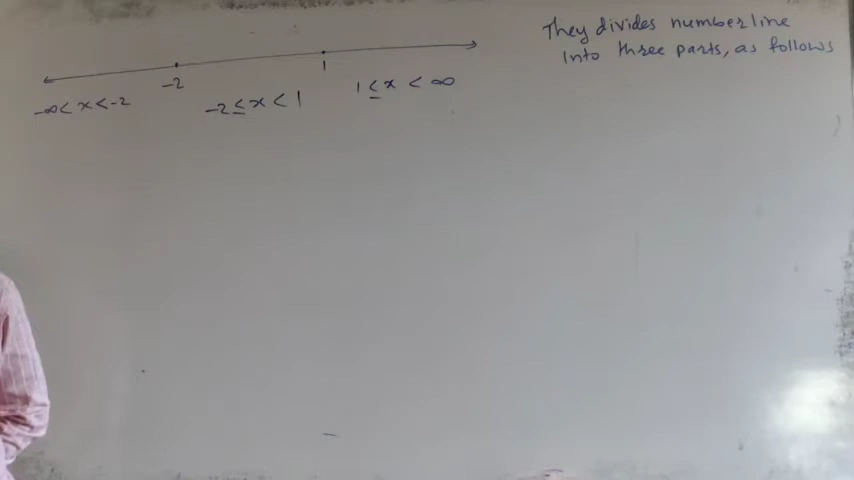 They divides number line
into three parts, as follows
-2
1
-∞ < x < -2
-2 ≤ x < 1
1 ≤ x < ∞